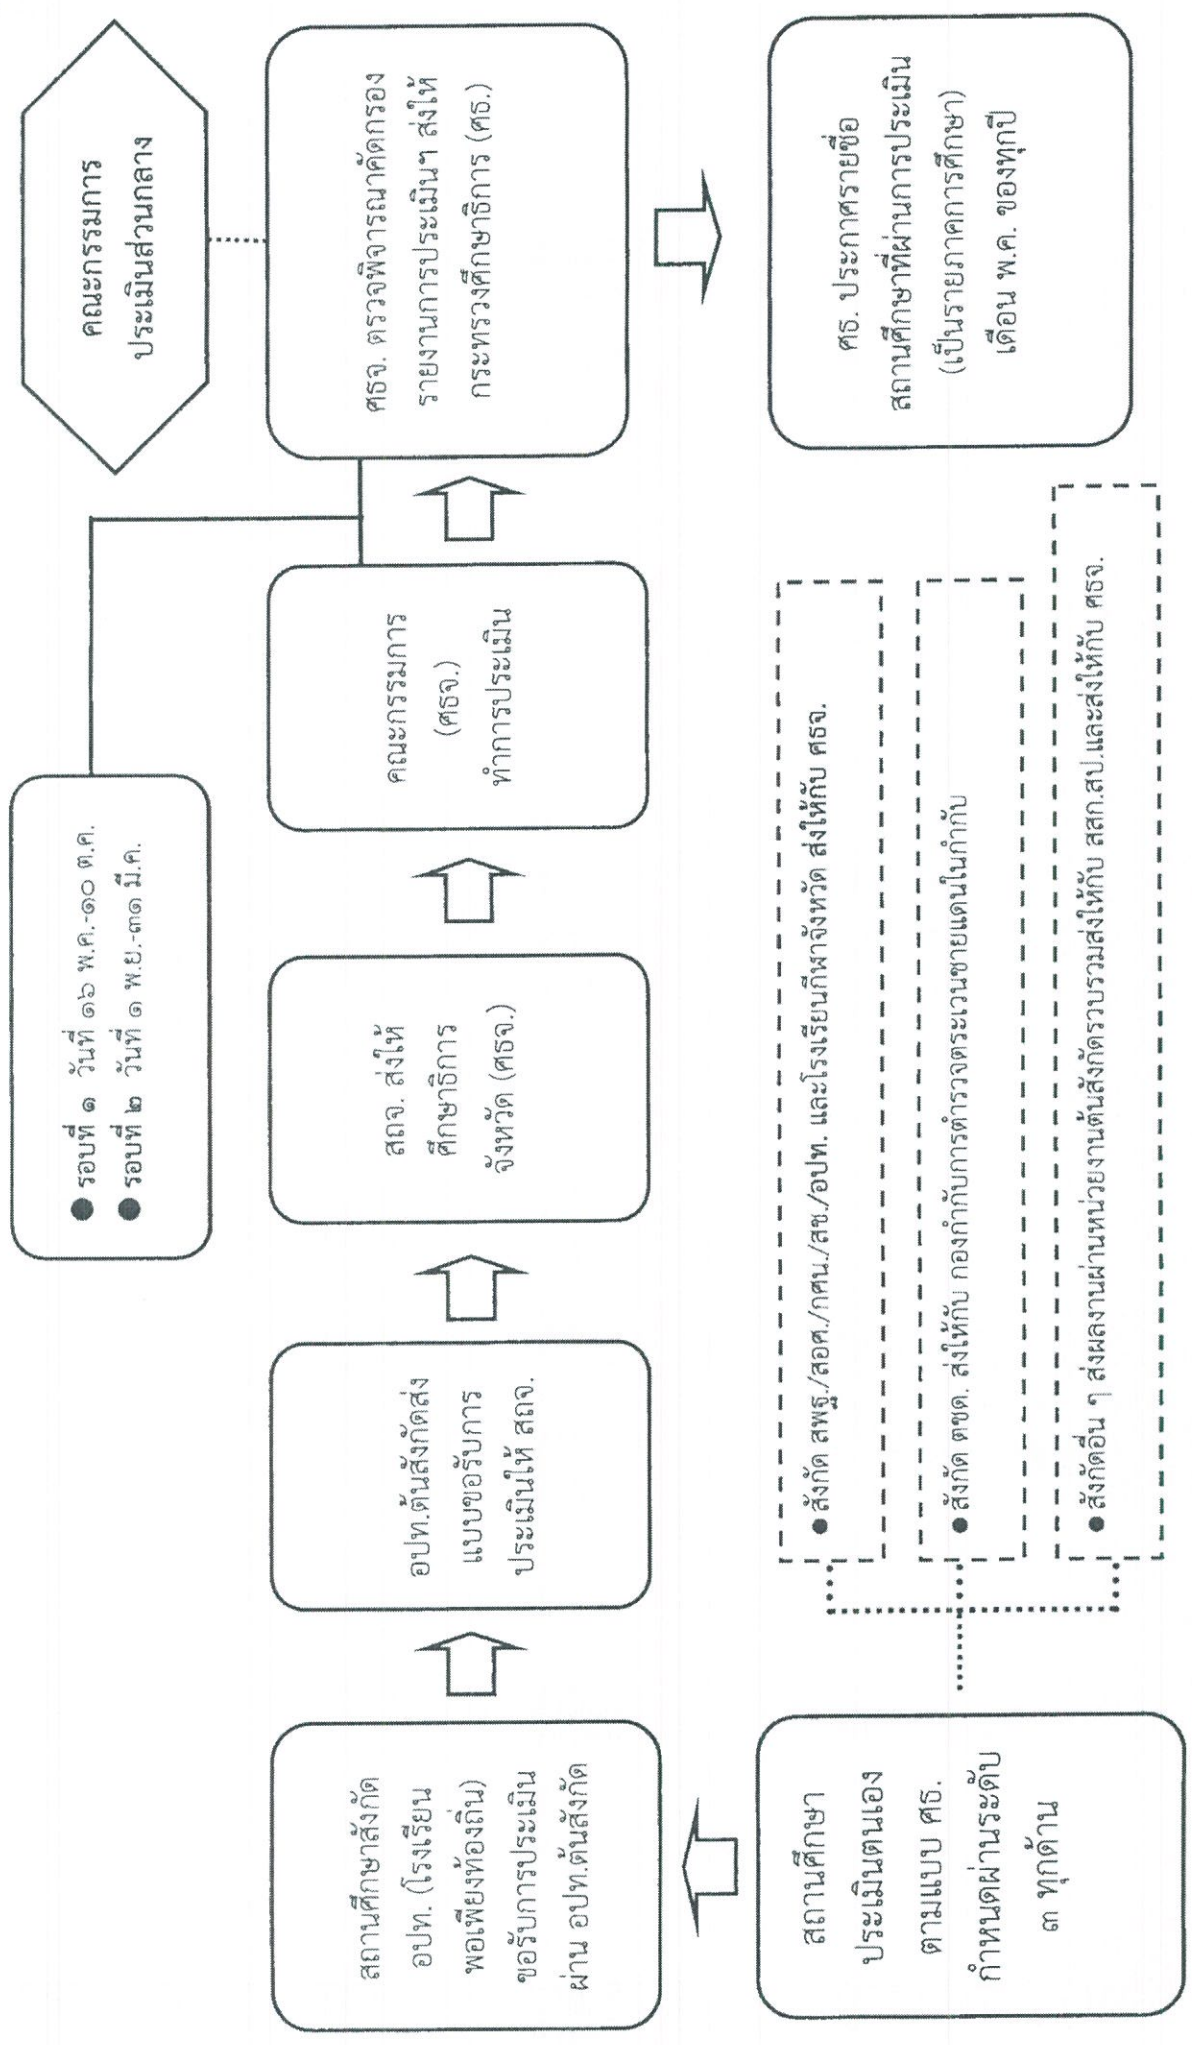 คณะกรรมการ
ประเมินส่วนกลาง
● รอบที่ ๑ วันที่ ๑๖ พ.ค.-๑๐ ต.ค.
● รอบที่ ๒ วันที่ ๑ พ.ย.-๓๑ มี.ค.
สถานศึกษาสังกัด
อปท. (โรงเรียน
พอเพียงท้องถิ่น)
ขอรับการประเมิน
ผ่าน อปท.ต้นสังกัด
อปท.ต้นสังกัดส่ง
แบบขอรับการ
ประเมินให้ สถจ.
สถจ. ส่งให้
ศึกษาธิการ
จังหวัด (ศธจ.)
คณะกรรมการ
(ศธจ.)
ทำการประเมิน
ศธจ. ตรวจพิจารณาคัดกรอง
รายงานการประเมินฯ ส่งให้
กระทรวงศึกษาธิการ (ศธ.)
สถานศึกษา
ประเมินตนเอง
ตามแบบ ศธ.
กำหนดผ่านระดับ
๓ ทุกด้าน
● สังกัด สพฐ./สอศ./กศน./สช./อปท. และโรงเรียนกีฬาจังหวัด ส่งให้กับ ศธจ.
● สังกัด ตชด. ส่งให้กับ กองกำกับการตำรวจตระเวนชายแดนในกำกับ
● สังกัดอื่น ๆ ส่งผลงานผ่านหน่วยงานต้นสังกัดรวบรวมส่งให้กับ สสก.สป.และส่งให้กับ ศธจ.
ศธ. ประกาศรายชื่อ
สถานศึกษาที่ผ่านการประเมิน
(เป็นรายภาคการศึกษา)
เดือน พ.ค. ของทุกปี